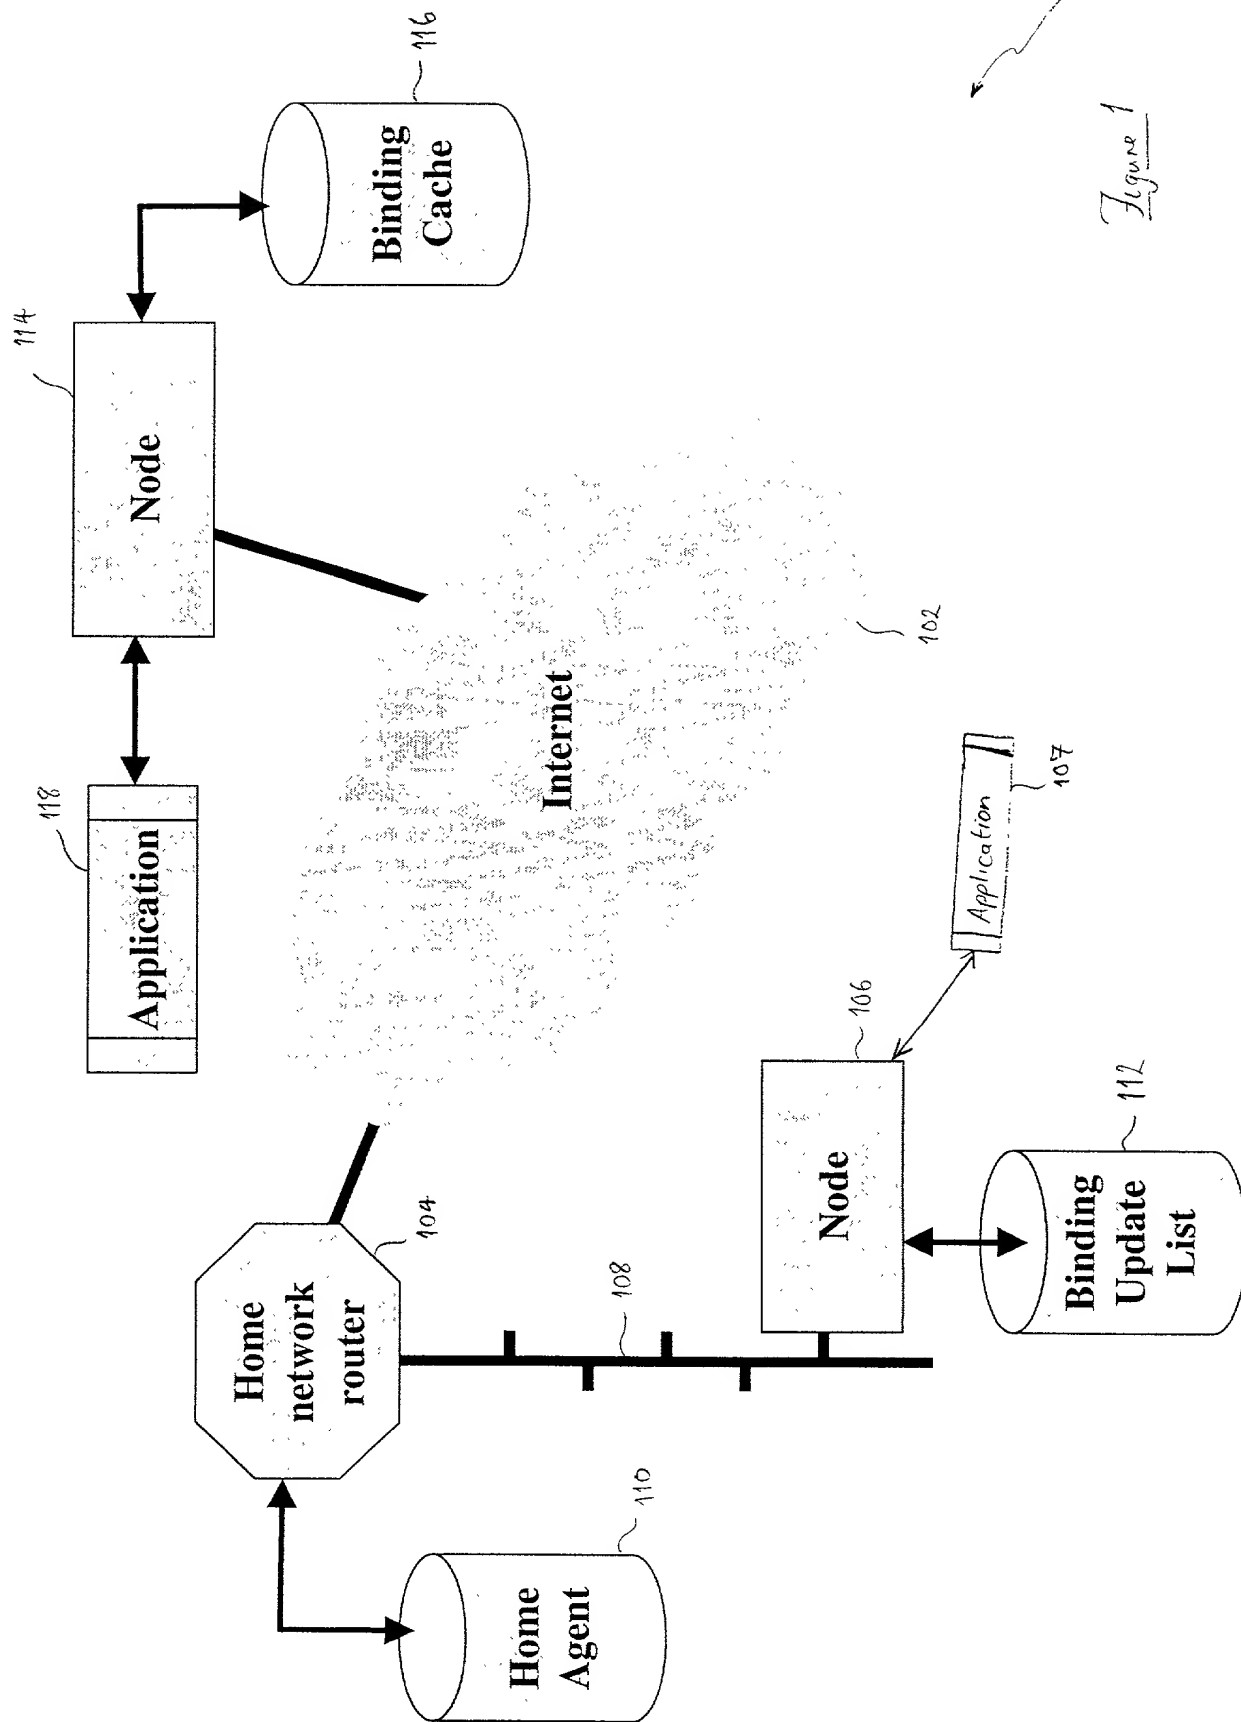 118
Application
114
Node
116
Binding
Cache
Internet
102
Home
network
router
104
110
Home
Agent
108
106
Node
Application
107
112
Binding
Update
List
Figure 1